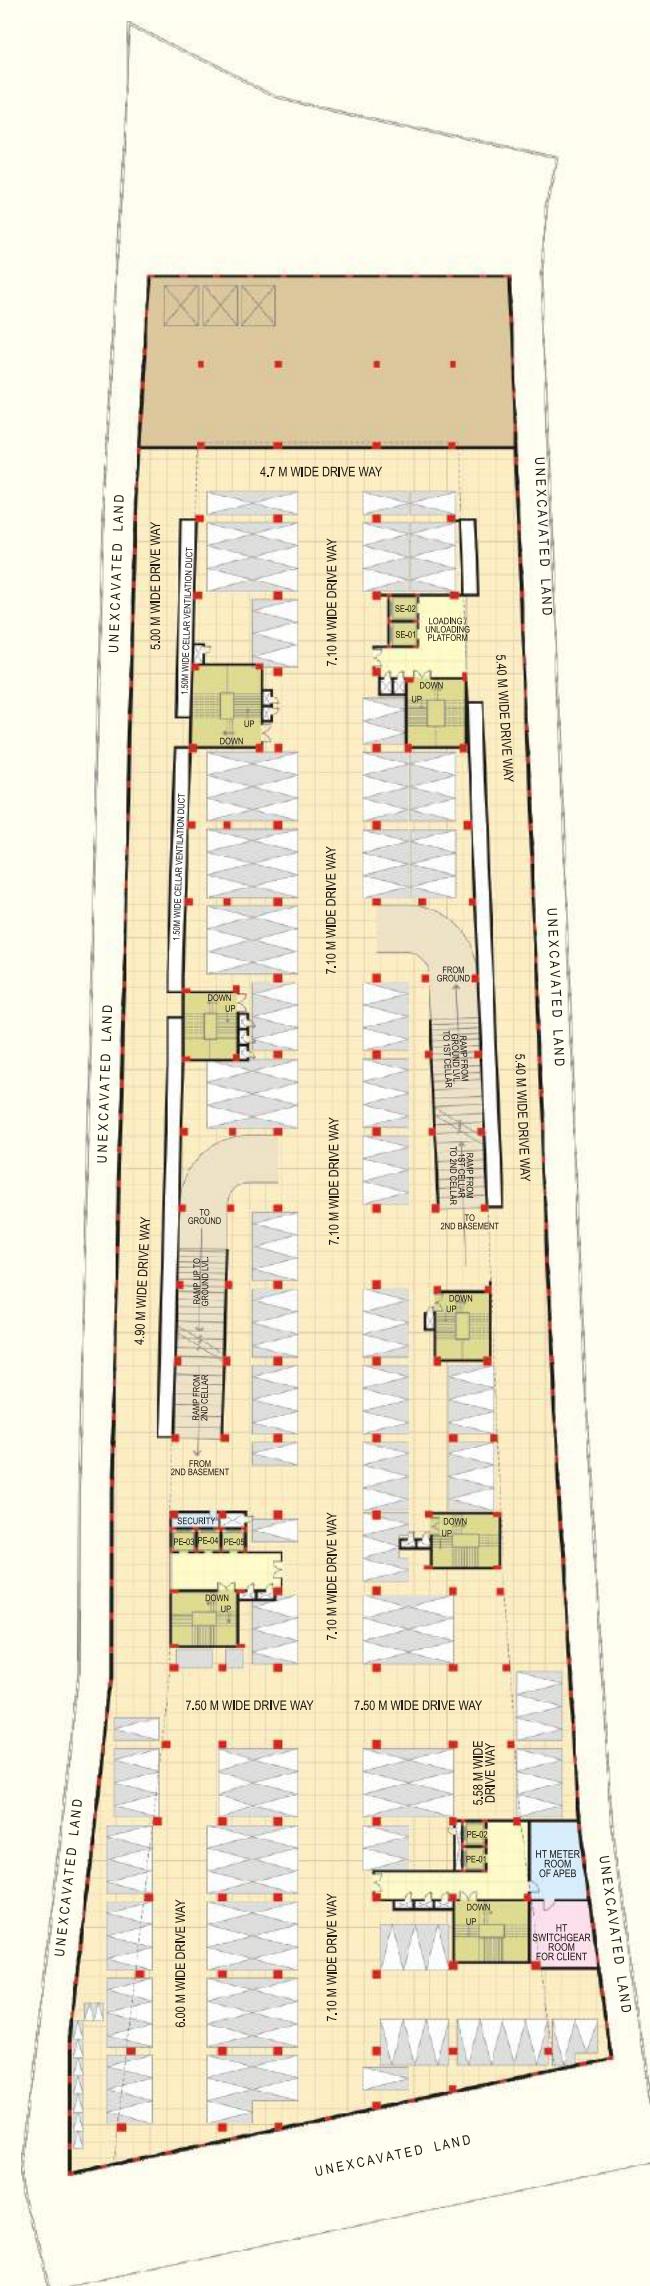 4.7 M WIDE DRIVE WAY
UNEXCAVATED LAND
UNEXCAVATED LAND
5.00 M WIDE DRIVE WAY
1.50M WIDE CELLAR VENTILATION DUCT
7.10 M WIDE DRIVE WAY
SE-02
SE-01
LOADING /
UNLOADING
PLATFORM
5.40 M WIDE DRIVE WAY
DOWN
UP
UP
DOWN
1.50M WIDE CELLAR VENTILATION DUCT
7.10 M WIDE DRIVE WAY
UNEXCAVATED LAND
FROM
GROUND
DOWN
UP
RAMP FROM
GROUND LVL
TO 1ST CELLAR
UNEXCAVATED LAND
5.40 M WIDE DRIVE WAY
7.10 M WIDE DRIVE WAY
RAMP FROM
1ST CELLAR
TO 2ND CELLAR
TO
2ND BASEMENT
TO
GROUND
4.90 M WIDE DRIVE WAY
RAMP UP TO
GROUND LVL.
DOWN
UP
RAMP FROM
2ND CELLAR
FROM
2ND BASEMENT
SECURITY
PE-03
PE-04
PE-05
DOWN
UP
7.10 M WIDE DRIVE WAY
DOWN
UP
7.50 M WIDE DRIVE WAY
7.50 M WIDE DRIVE WAY
5.58 M WIDE
DRIVE WAY
UNEXCAVATED LAND
PE-02
PE-01
HT METER
ROOM
OF APEB
UNEXCAVATED LAND
DOWN
UP
HT
SWITCHGEAR
ROOM
FOR CLIENT
6.00 M WIDE DRIVE WAY
7.10 M WIDE DRIVE WAY
UNEXCAVATED LAND